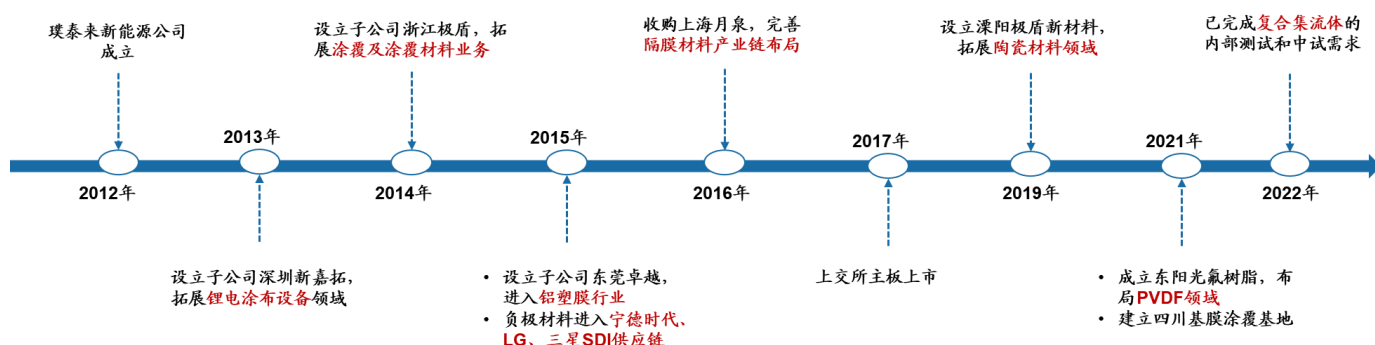 璞泰来新能源公司
成立
设立子公司浙江极盾，拓
展涂覆及涂覆材料业务
收购上海月泉，完善
隔膜材料产业链布局
设立溧阳极盾新材料，
拓展陶瓷材料领域
已完成复合集流体的
内部测试和中试需求
2013年
2015年
2017年
2021年
2012年
2014年
2016年
2019年
2022年
设立子公司深圳新嘉拓，
拓展锂电涂布设备领域
• 设立子公司东莞卓越，
进入铝塑膜行业
• 负极材料进入宁德时代、
LG、三星SDI供应链
上交所主板上市
• 成立东阳光氟树脂，布
局PVDF领域
• 建立四川基膜涂覆基地